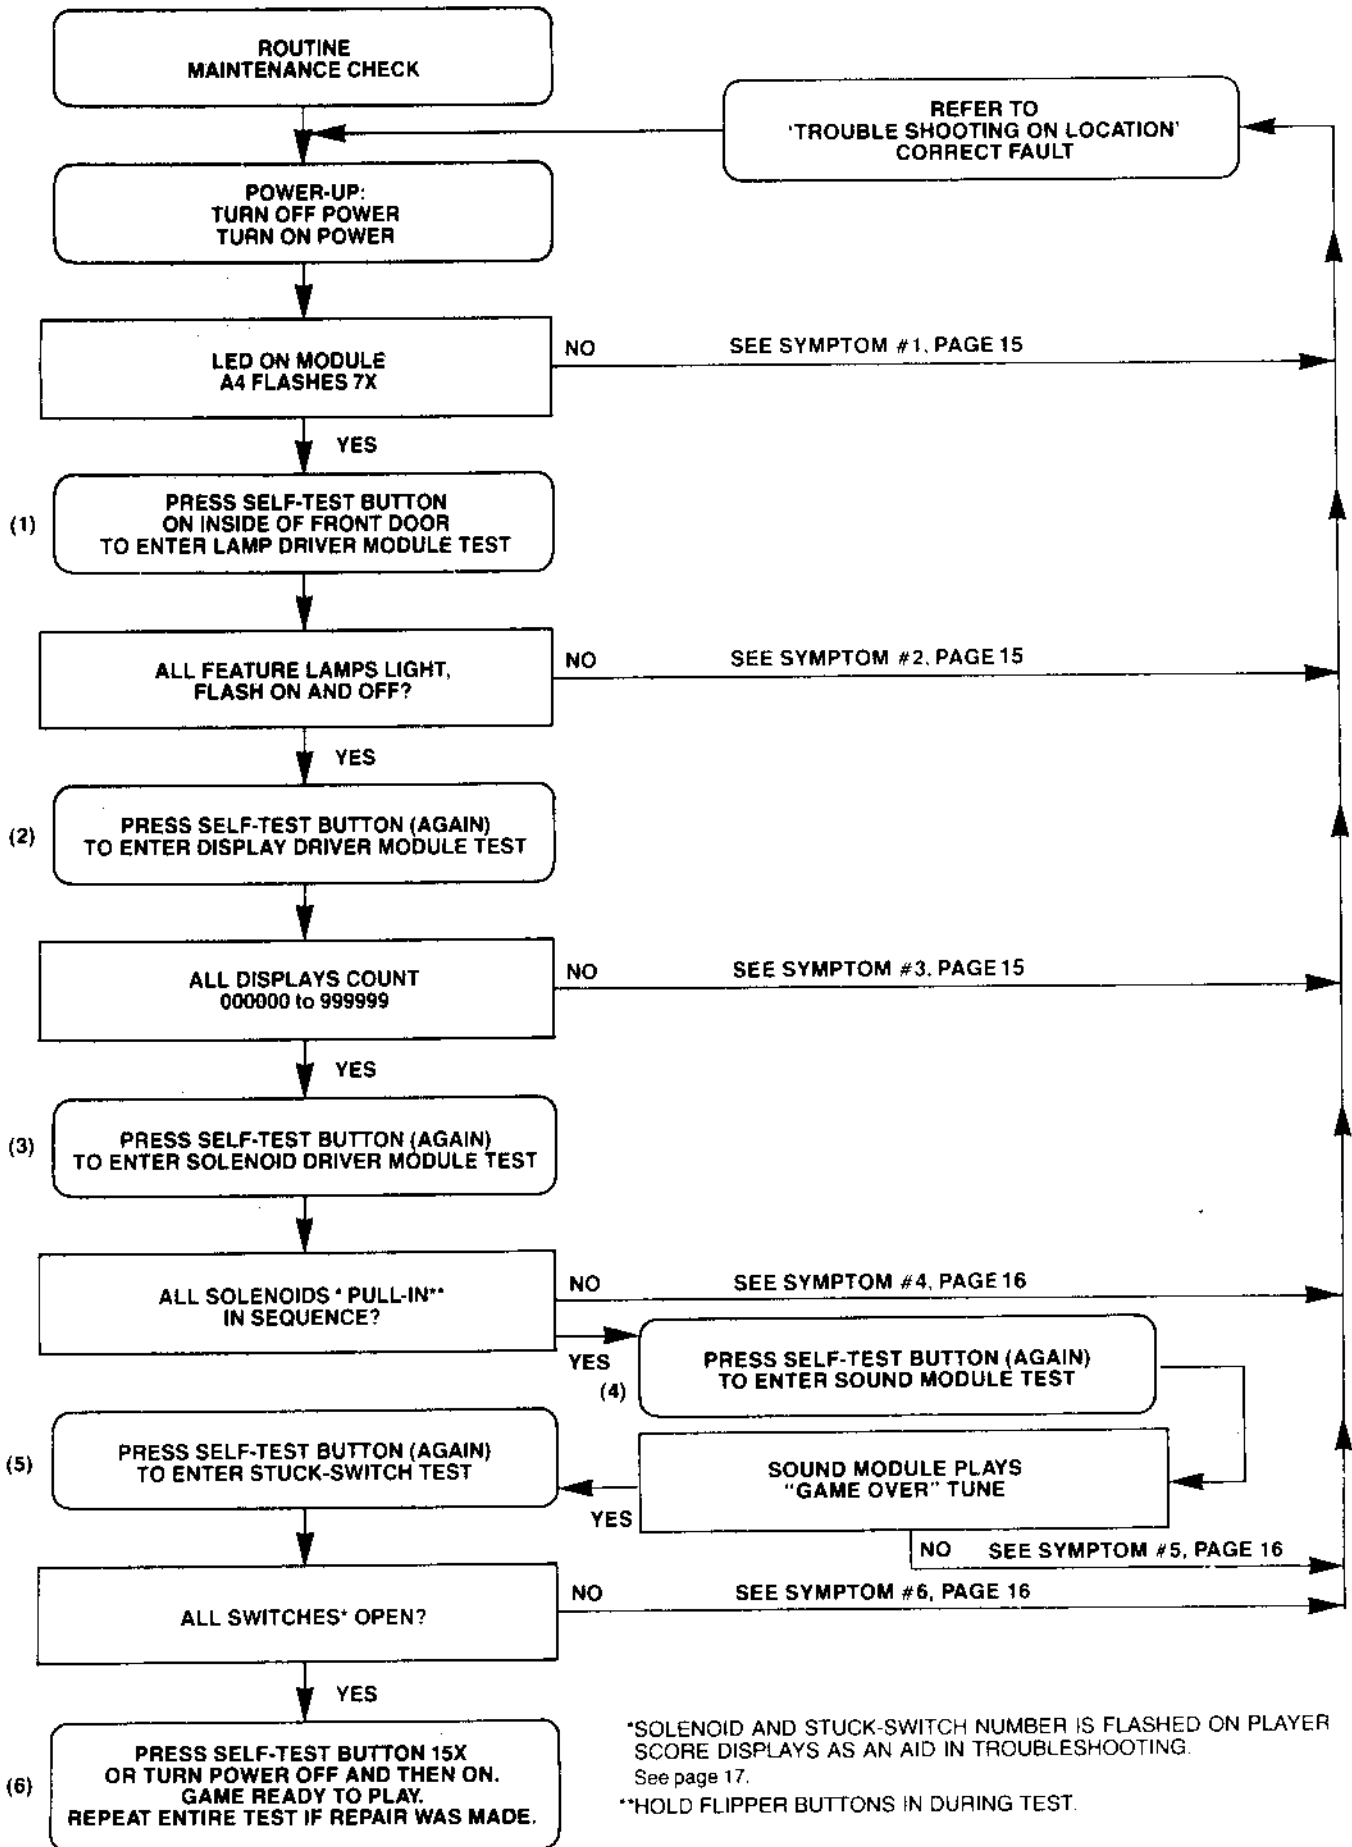 ROUTINE
MAINTENANCE CHECK
REFER TO
'TROUBLE SHOOTING ON LOCATION'
CORRECT FAULT
POWER-UP:
TURN OFF POWER
TURN ON POWER
LED ON MODULE
A4 FLASHES 7X
NO
SEE SYMPTOM #1, PAGE 15
YES
(1)
PRESS SELF-TEST BUTTON
ON INSIDE OF FRONT DOOR
TO ENTER LAMP DRIVER MODULE TEST
ALL FEATURE LAMPS LIGHT,
FLASH ON AND OFF?
NO
SEE SYMPTOM #2, PAGE 15
YES
(2)
PRESS SELF-TEST BUTTON (AGAIN)
TO ENTER DISPLAY DRIVER MODULE TEST
ALL DISPLAYS COUNT
000000 to 999999
NO
SEE SYMPTOM #3, PAGE 15
YES
(3)
PRESS SELF-TEST BUTTON (AGAIN)
TO ENTER SOLENOID DRIVER MODULE TEST
ALL SOLENOIDS * PULL-IN**
IN SEQUENCE?
NO
SEE SYMPTOM #4, PAGE 16
YES
(4)
PRESS SELF-TEST BUTTON (AGAIN)
TO ENTER SOUND MODULE TEST
SOUND MODULE PLAYS
"GAME OVER" TUNE
YES
NO
SEE SYMPTOM #5, PAGE 16
(5)
PRESS SELF-TEST BUTTON (AGAIN)
TO ENTER STUCK-SWITCH TEST
ALL SWITCHES* OPEN?
NO
SEE SYMPTOM #6, PAGE 16
YES
(6)
PRESS SELF-TEST BUTTON 15X
OR TURN POWER OFF AND THEN ON.
GAME READY TO PLAY.
REPEAT ENTIRE TEST IF REPAIR WAS MADE.
*SOLENOID AND STUCK-SWITCH NUMBER IS FLASHED ON PLAYER
SCORE DISPLAYS AS AN AID IN TROUBLESHOOTING.
See page 17.
**HOLD FLIPPER BUTTONS IN DURING TEST.